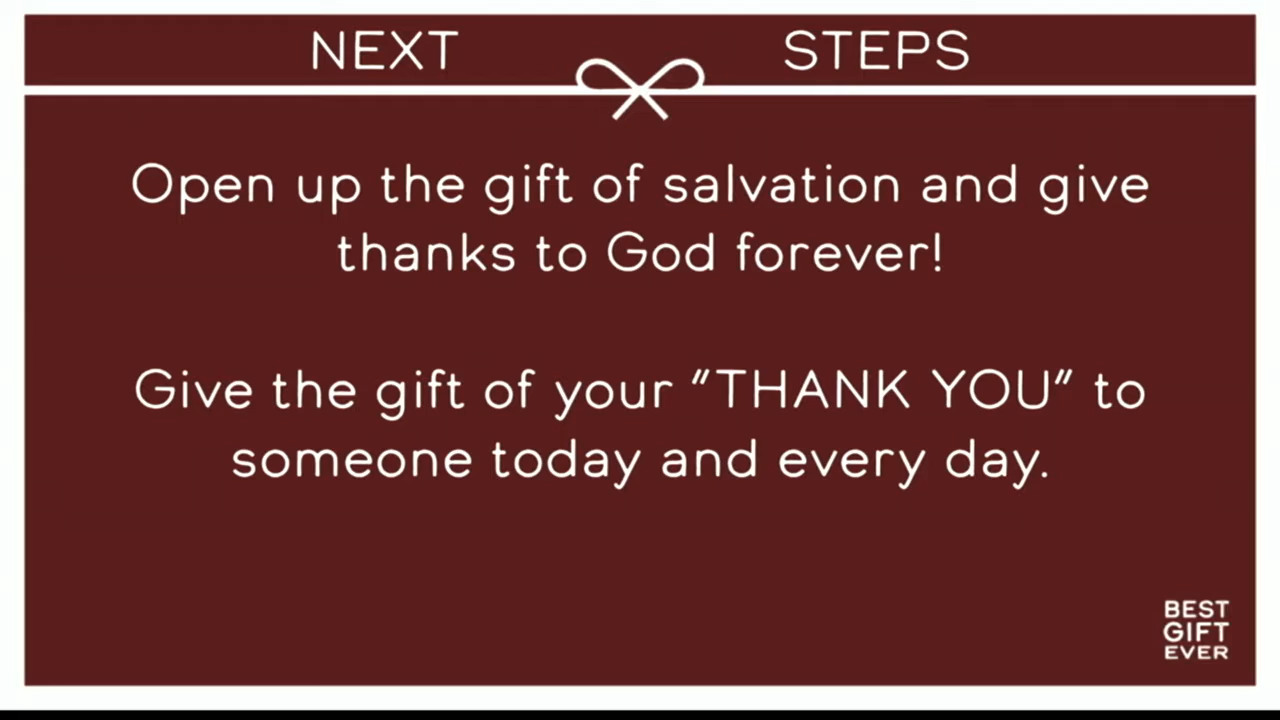 NEXT STEPS
Open up the gift of salvation and give
thanks to God forever!
Give the gift of your "THANK YOU" to
someone today and every day.
BEST
GIFT
EVER